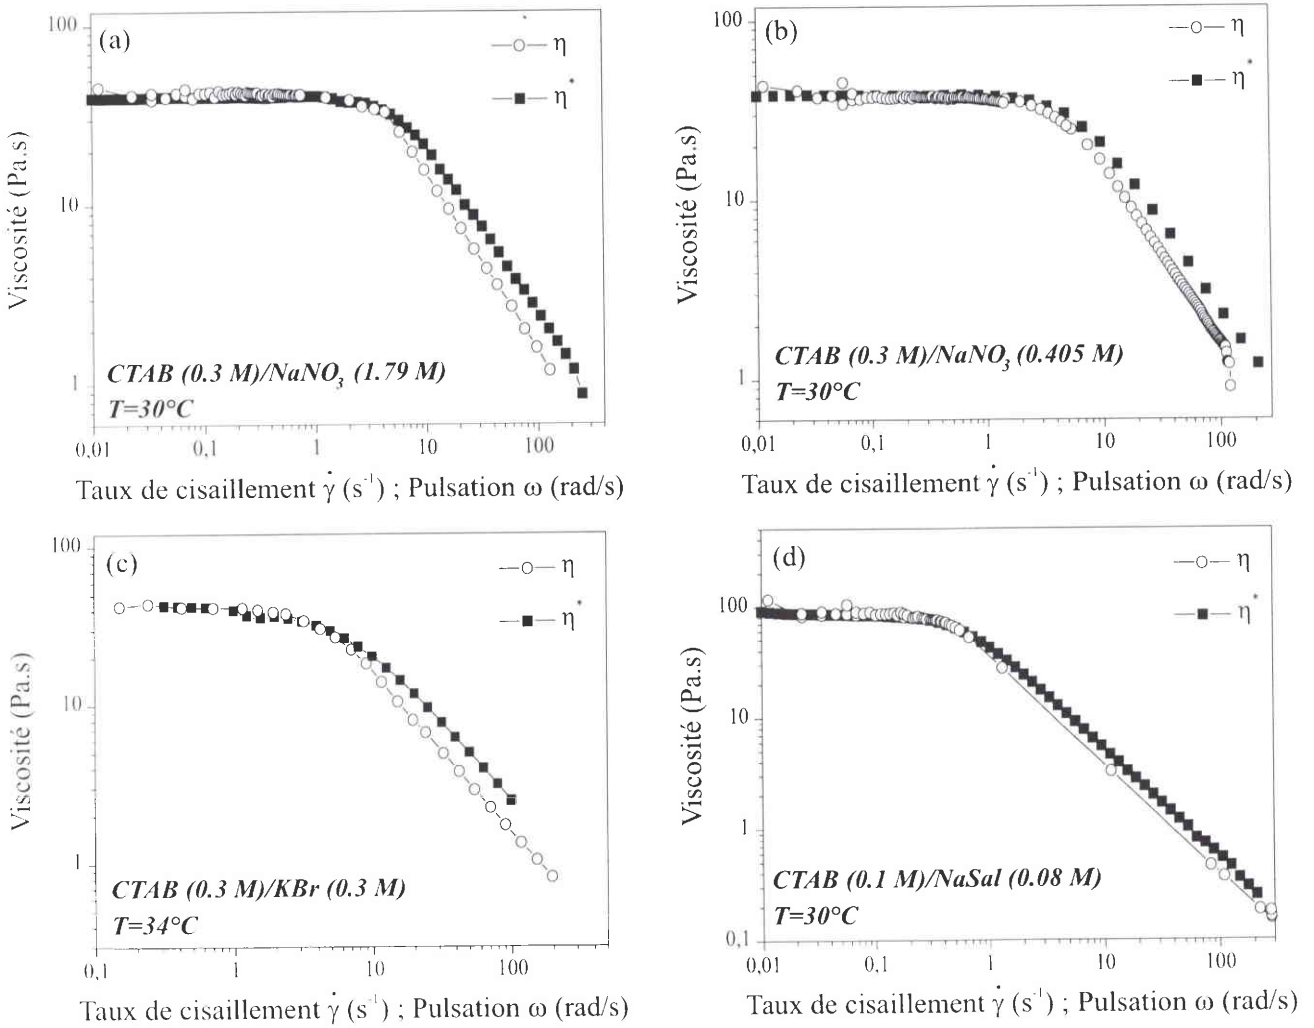 (a)
η
η*
100
10
1
Viscosité (Pa.s)
CTAB (0.3 M)/NaNO₃ (1.79 M)
T=30°C
0,01 0,1 1 10 100
Taux de cisaillement γ̇ (s⁻¹) ; Pulsation ω (rad/s)
(b)
η
η*
100
10
1
Viscosité (Pa.s)
CTAB (0.3 M)/NaNO₃ (0.405 M)
T=30°C
0,01 0,1 1 10 100
Taux de cisaillement γ̇ (s⁻¹) ; Pulsation ω (rad/s)
(c)
η
η*
100
10
1
Viscosité (Pa.s)
CTAB (0.3 M)/KBr (0.3 M)
T=34°C
0,1 1 10 100
Taux de cisaillement γ̇ (s⁻¹) ; Pulsation ω (rad/s)
(d)
η
η*
100
10
1
0,1
Viscosité (Pa.s)
CTAB (0.1 M)/NaSal (0.08 M)
T=30°C
0,01 0,1 1 10 100
Taux de cisaillement γ̇ (s⁻¹) ; Pulsation ω (rad/s)